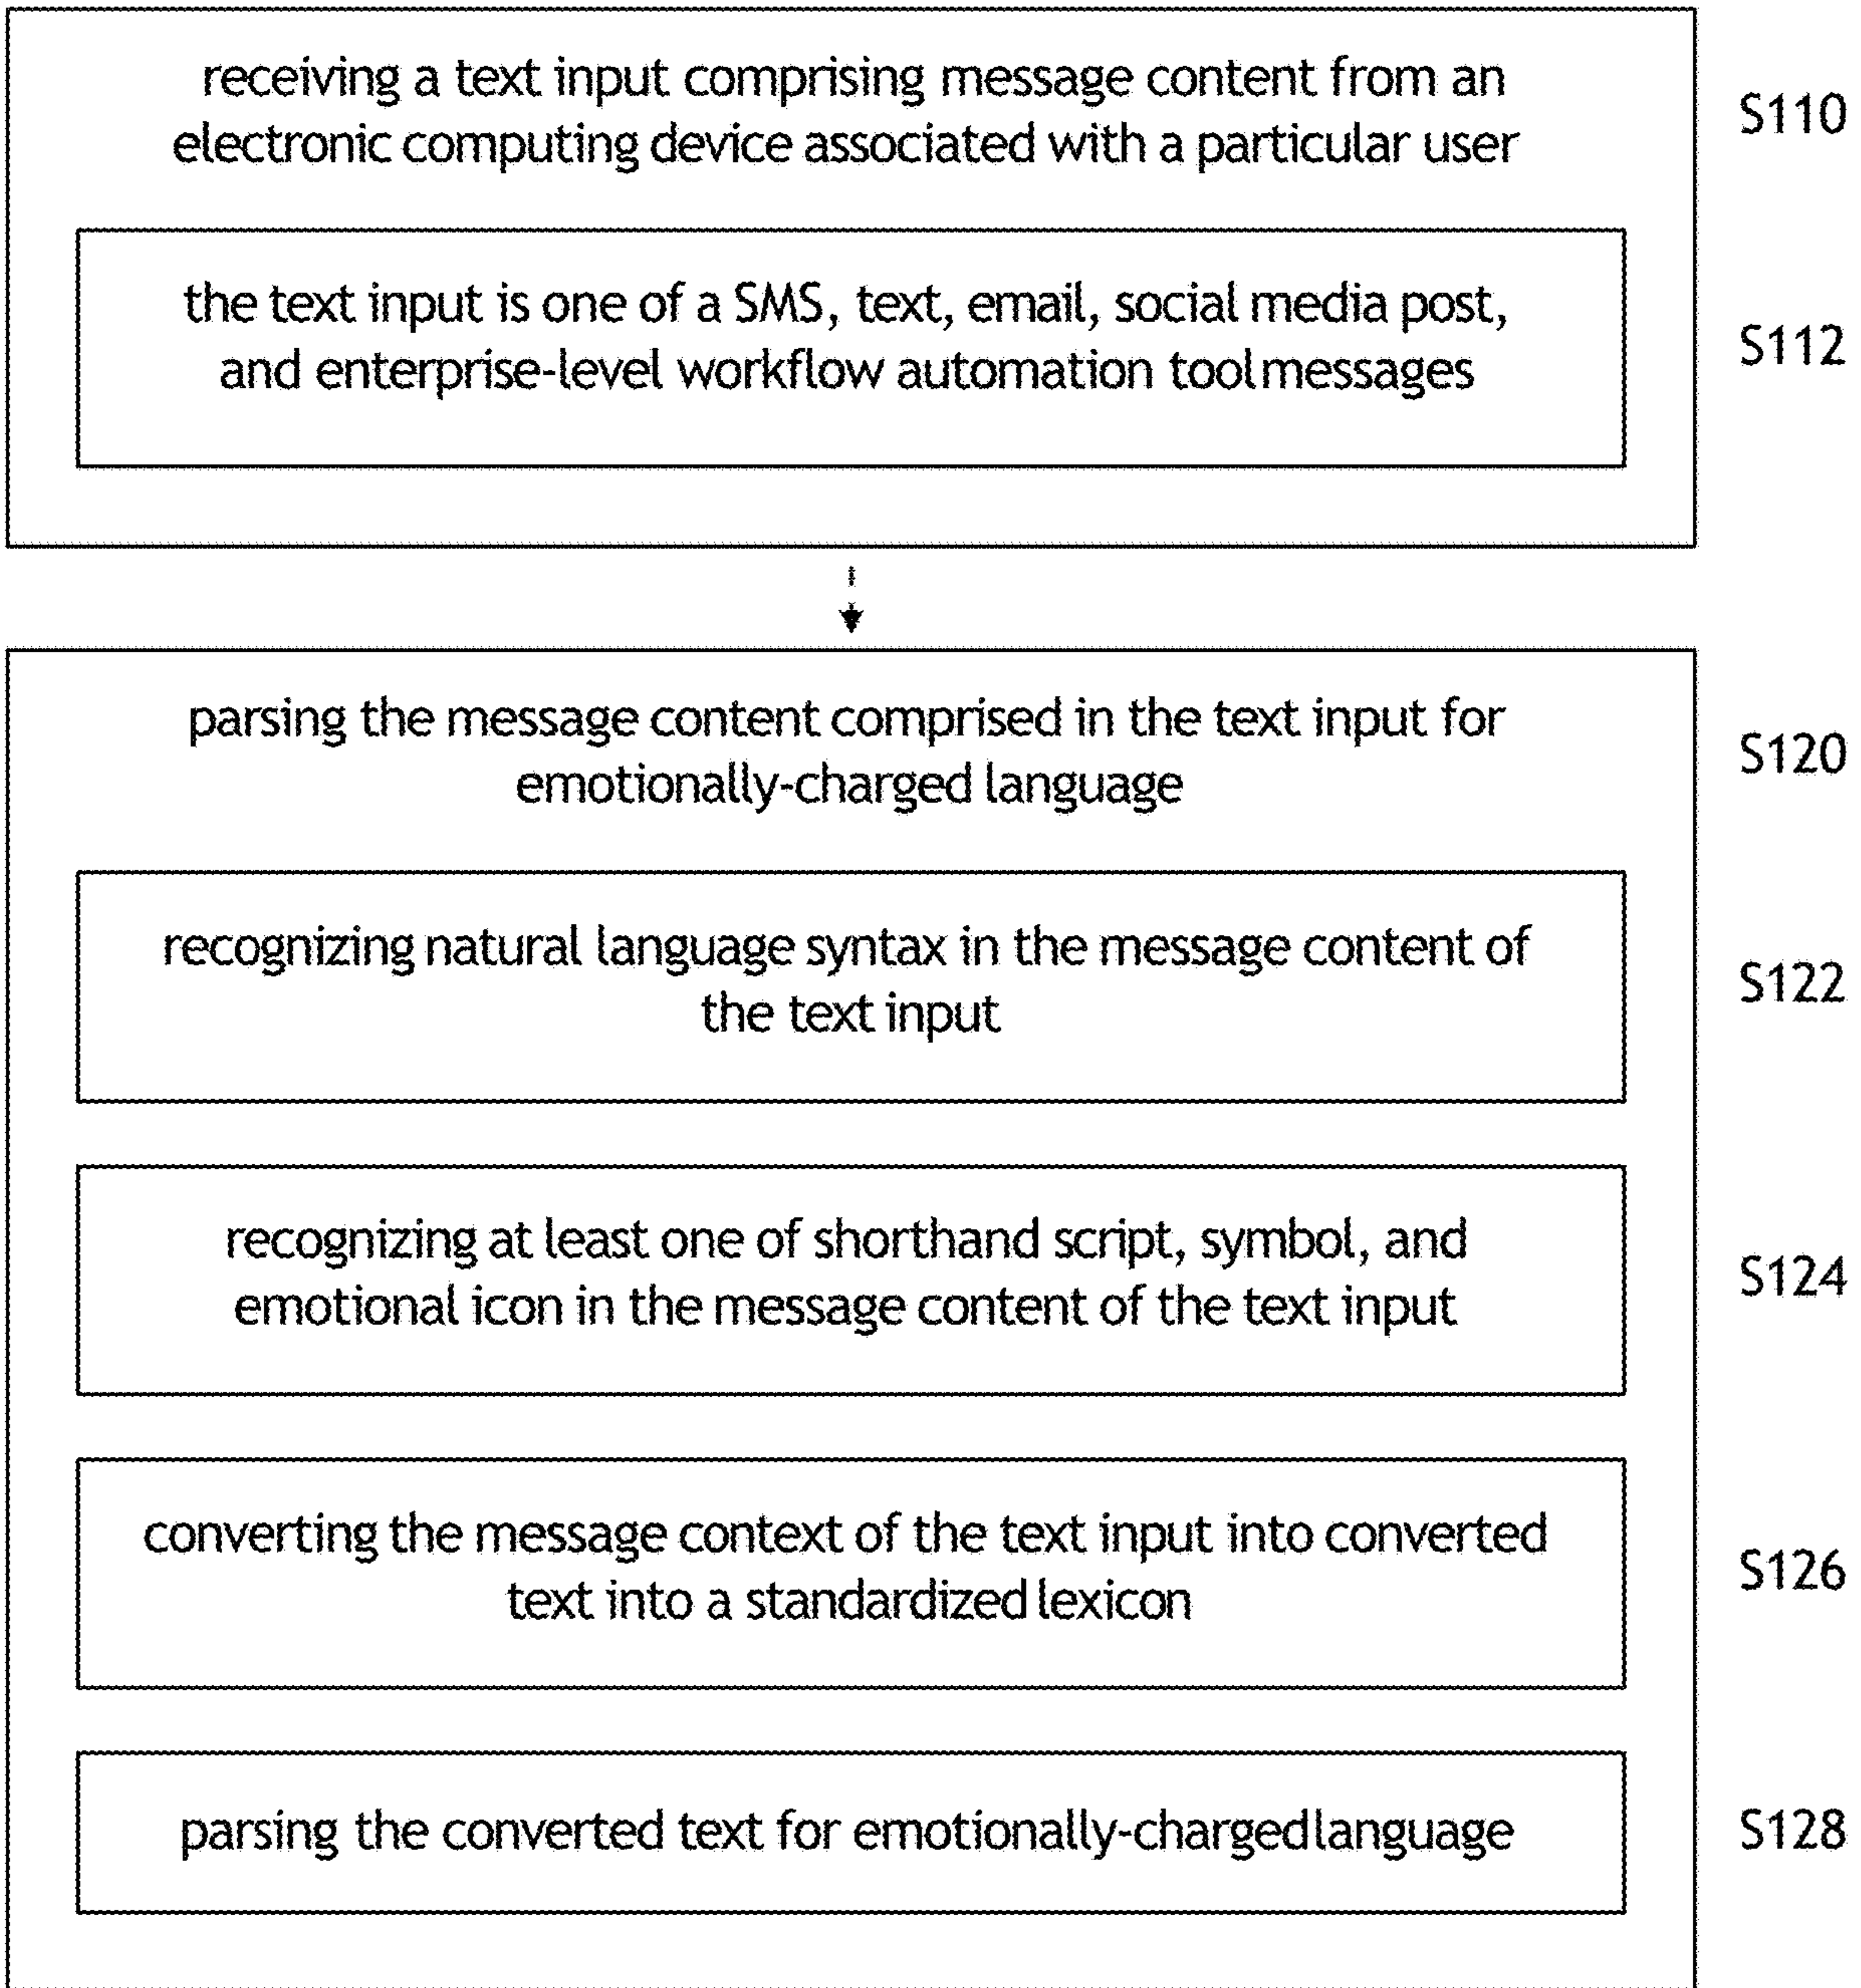 receiving a text input comprising message content from an
electronic computing device associated with a particular user
S110
the text input is one of a SMS, text, email, social media post,
and enterprise-level workflow automation tool messages
S112
parsing the message content comprised in the text input for
emotionally-charged language
S120
recognizing natural language syntax in the message content of
the text input
S122
recognizing at least one of shorthand script, symbol, and
emotional icon in the message content of the text input
S124
converting the message context of the text input into converted
text into a standardized lexicon
S126
parsing the converted text for emotionally-charged language
S128